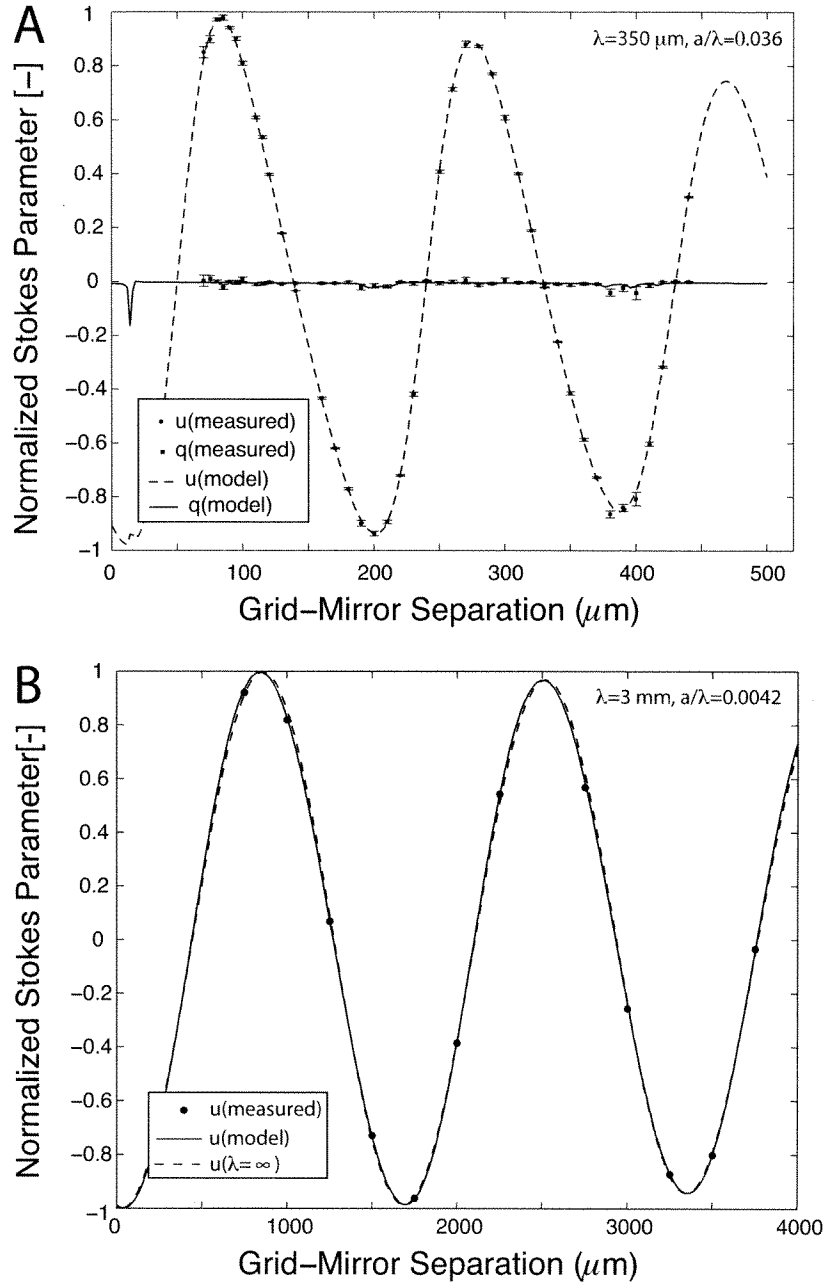 A
λ=350 μm, a/λ=0.036
Normalized Stokes Parameter [–]
1
0.8
0.6
0.4
0.2
0
−0.2
−0.4
−0.6
−0.8
−1
u(measured)
q(measured)
u(model)
q(model)
0
100
200
300
400
500
Grid−Mirror Separation (μm)
B
λ=3 mm, a/λ=0.0042
Normalized Stokes Parameter[-]
1
0.8
0.6
0.4
0.2
0
−0.2
−0.4
−0.6
−0.8
−1
u(measured)
u(model)
u(λ=∞)
0
1000
2000
3000
4000
Grid−Mirror Separation (μm)